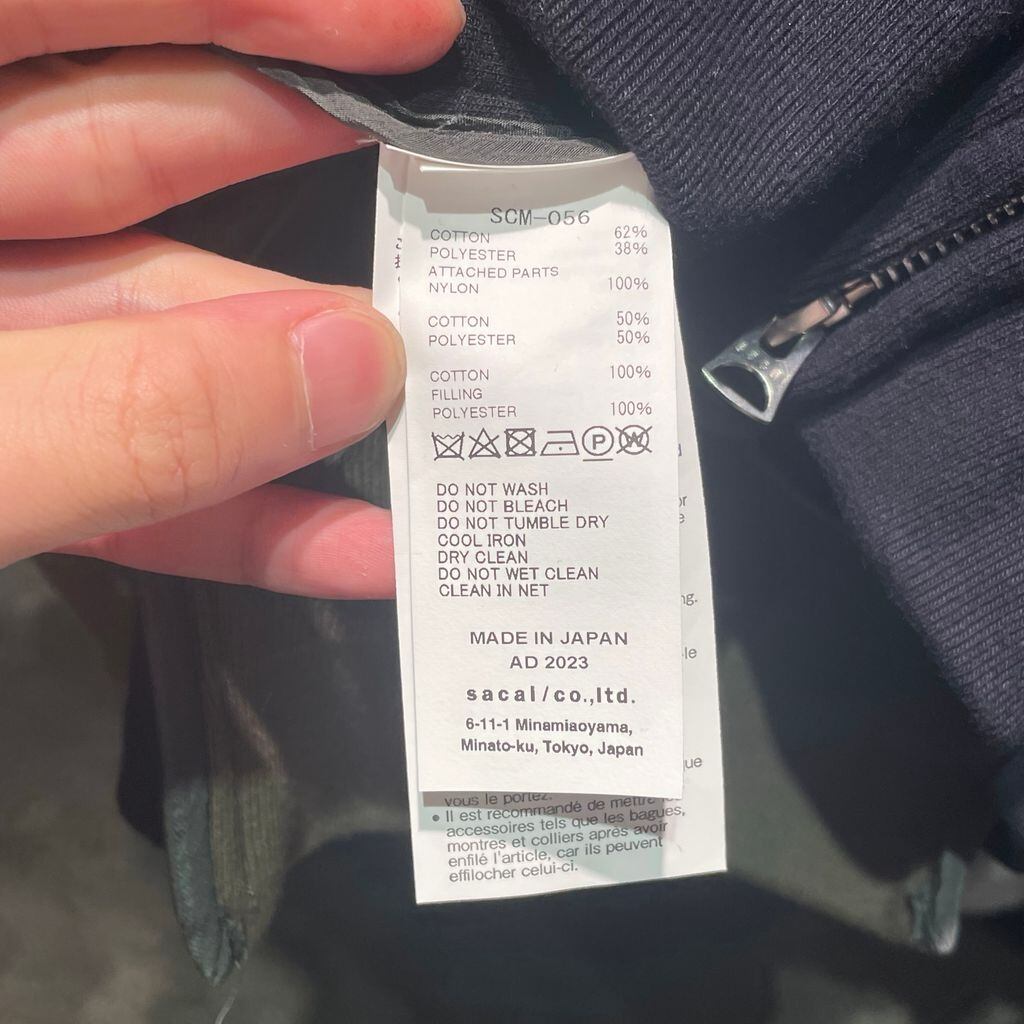 SCM-056
COTTON 62%
POLYESTER 38%
ATTACHED PARTS
NYLON 100%
COTTON 50%
POLYESTER 50%
COTTON 100%
FILLING
POLYESTER 100%
P W
DO NOT WASH
DO NOT BLEACH
DO NOT TUMBLE DRY
COOL IRON
DRY CLEAN
DO NOT WET CLEAN
CLEAN IN NET
MADE IN JAPAN
AD 2023
sacai/co.,ltd.
6-11-1 Minamiaoyama,
Minato-ku, Tokyo, Japan
vous le portez.
• Il est recommandé de mettre
accessoires tels que les bagues,
montres et colliers après avoir
enfilé l'article, car ils peuvent
effilocher celui-ci.